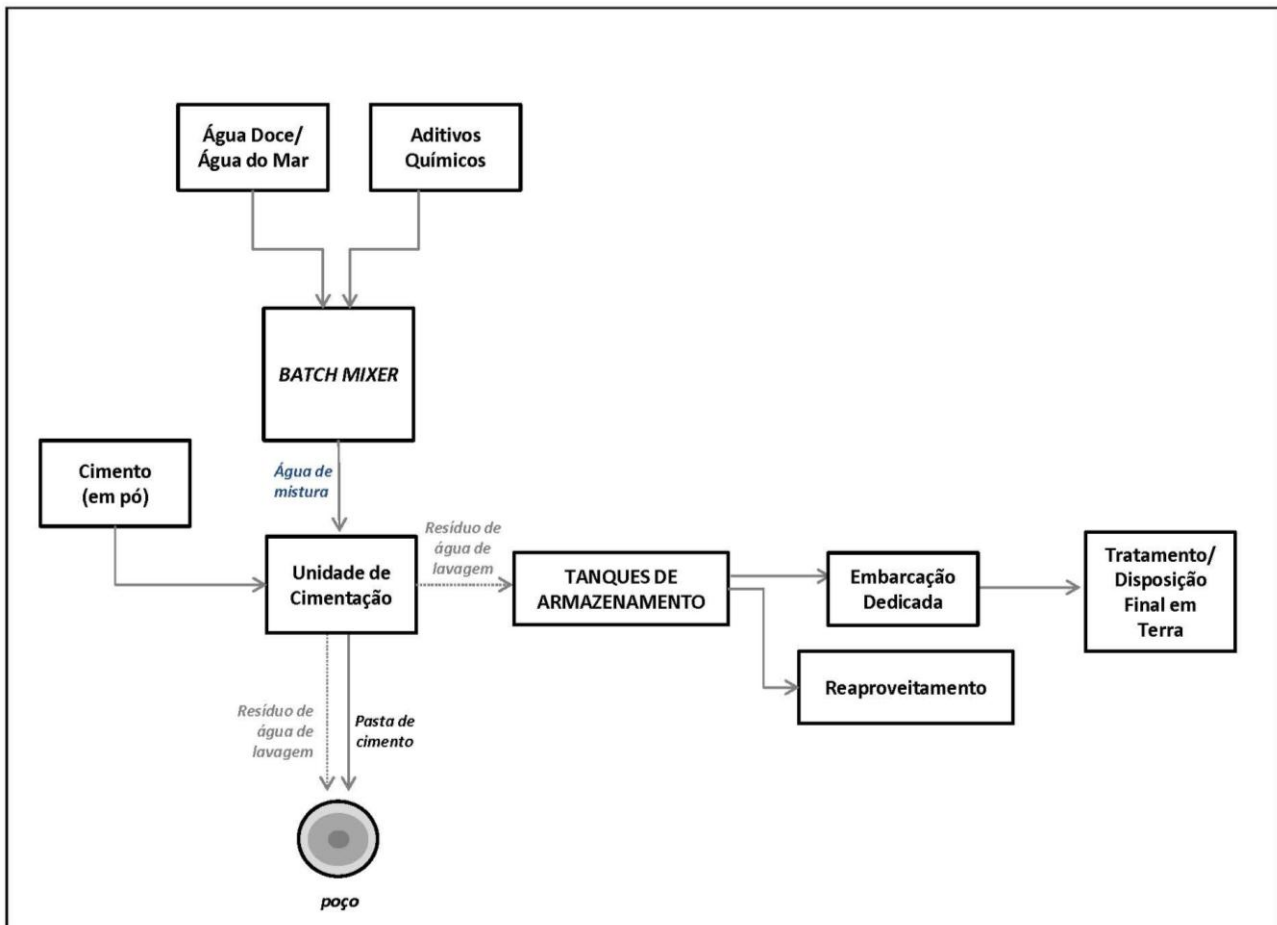 Água Doce/
Água do Mar
Aditivos
Químicos
BATCH MIXER
Água de
mistura
Cimento
(em pó)
Unidade de
Cimentação
Resíduo de
água de
lavagem
TANQUES DE
ARMAZENAMENTO
Embarcação
Dedicada
Tratamento/
Disposição
Final em
Terra
Reaproveitamento
Resíduo de
água de
lavagem
Pasta de
cimento
poço